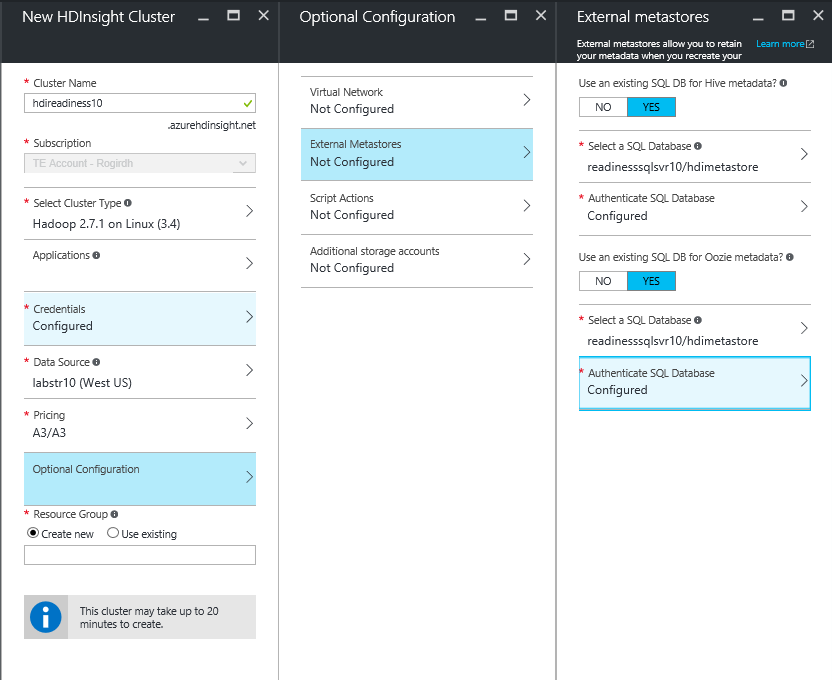 New HDInsight Cluster
* Cluster Name
hdireadiness10
.azurehdinsight.net
* Subscription
TE Account - Rogirdh
* Select Cluster Type
Hadoop 2.7.1 on Linux (3.4)
Applications
* Credentials
Configured
* Data Source
labstr10 (West US)
* Pricing
A3/A3
Optional Configuration
* Resource Group
Create new Use existing
This cluster may take up to 20
minutes to create.
Optional Configuration
Virtual Network
Not Configured
External Metastores
Not Configured
Script Actions
Not Configured
Additional storage accounts
Not Configured
External metastores
External metastores allow you to retain
your metadata when you recreate your
Learn more
Use an existing SQL DB for Hive metadata?
NO YES
* Select a SQL Database
readinesssqlsvr10/hdimetastore
* Authenticate SQL Database
Configured
Use an existing SQL DB for Oozie metadata?
NO YES
* Select a SQL Database
readinesssqlsvr10/hdimetastore
* Authenticate SQL Database
Configured